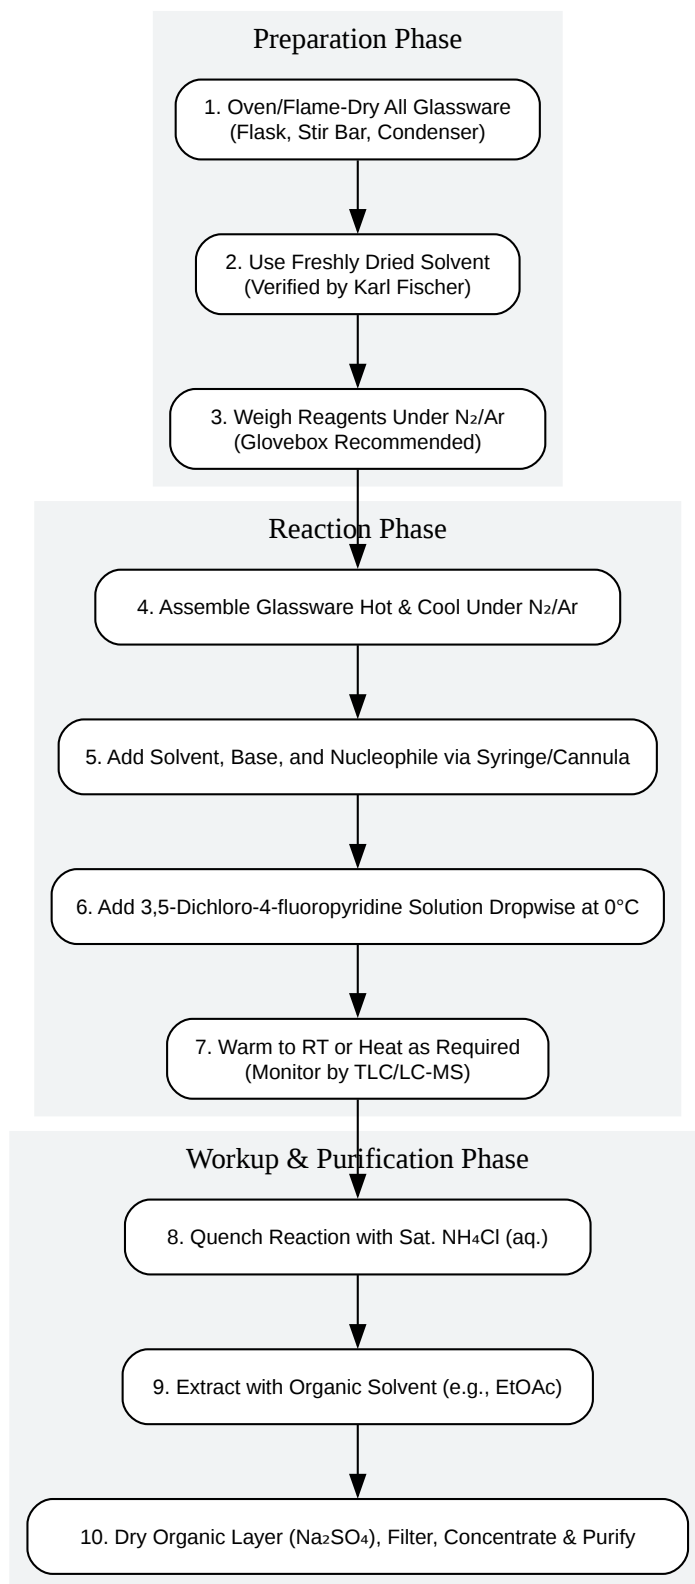 Preparation Phase
1. Oven/Flame-Dry All Glassware
(Flask, Stir Bar, Condenser)
2. Use Freshly Dried Solvent
(Verified by Karl Fischer)
3. Weigh Reagents Under N₂/Ar
(Glovebox Recommended)
Reaction Phase
4. Assemble Glassware Hot & Cool Under N₂/Ar
5. Add Solvent, Base, and Nucleophile via Syringe/Cannula
6. Add 3,5-Dichloro-4-fluoropyridine Solution Dropwise at 0°C
7. Warm to RT or Heat as Required
(Monitor by TLC/LC-MS)
Workup & Purification Phase
8. Quench Reaction with Sat. NH₄Cl (aq.)
9. Extract with Organic Solvent (e.g., EtOAc)
10. Dry Organic Layer (Na₂SO₄), Filter, Concentrate & Purify